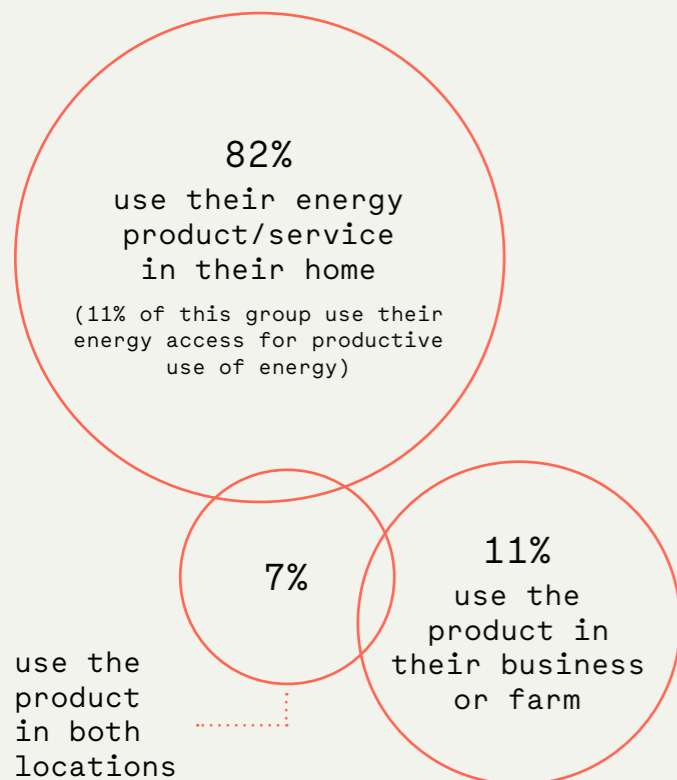 82%
use their energy
product/service
in their home
(11% of this group use their
energy access for productive
use of energy)
7%
use the
product
in both
locations
11%
use the
product in
their business
or farm